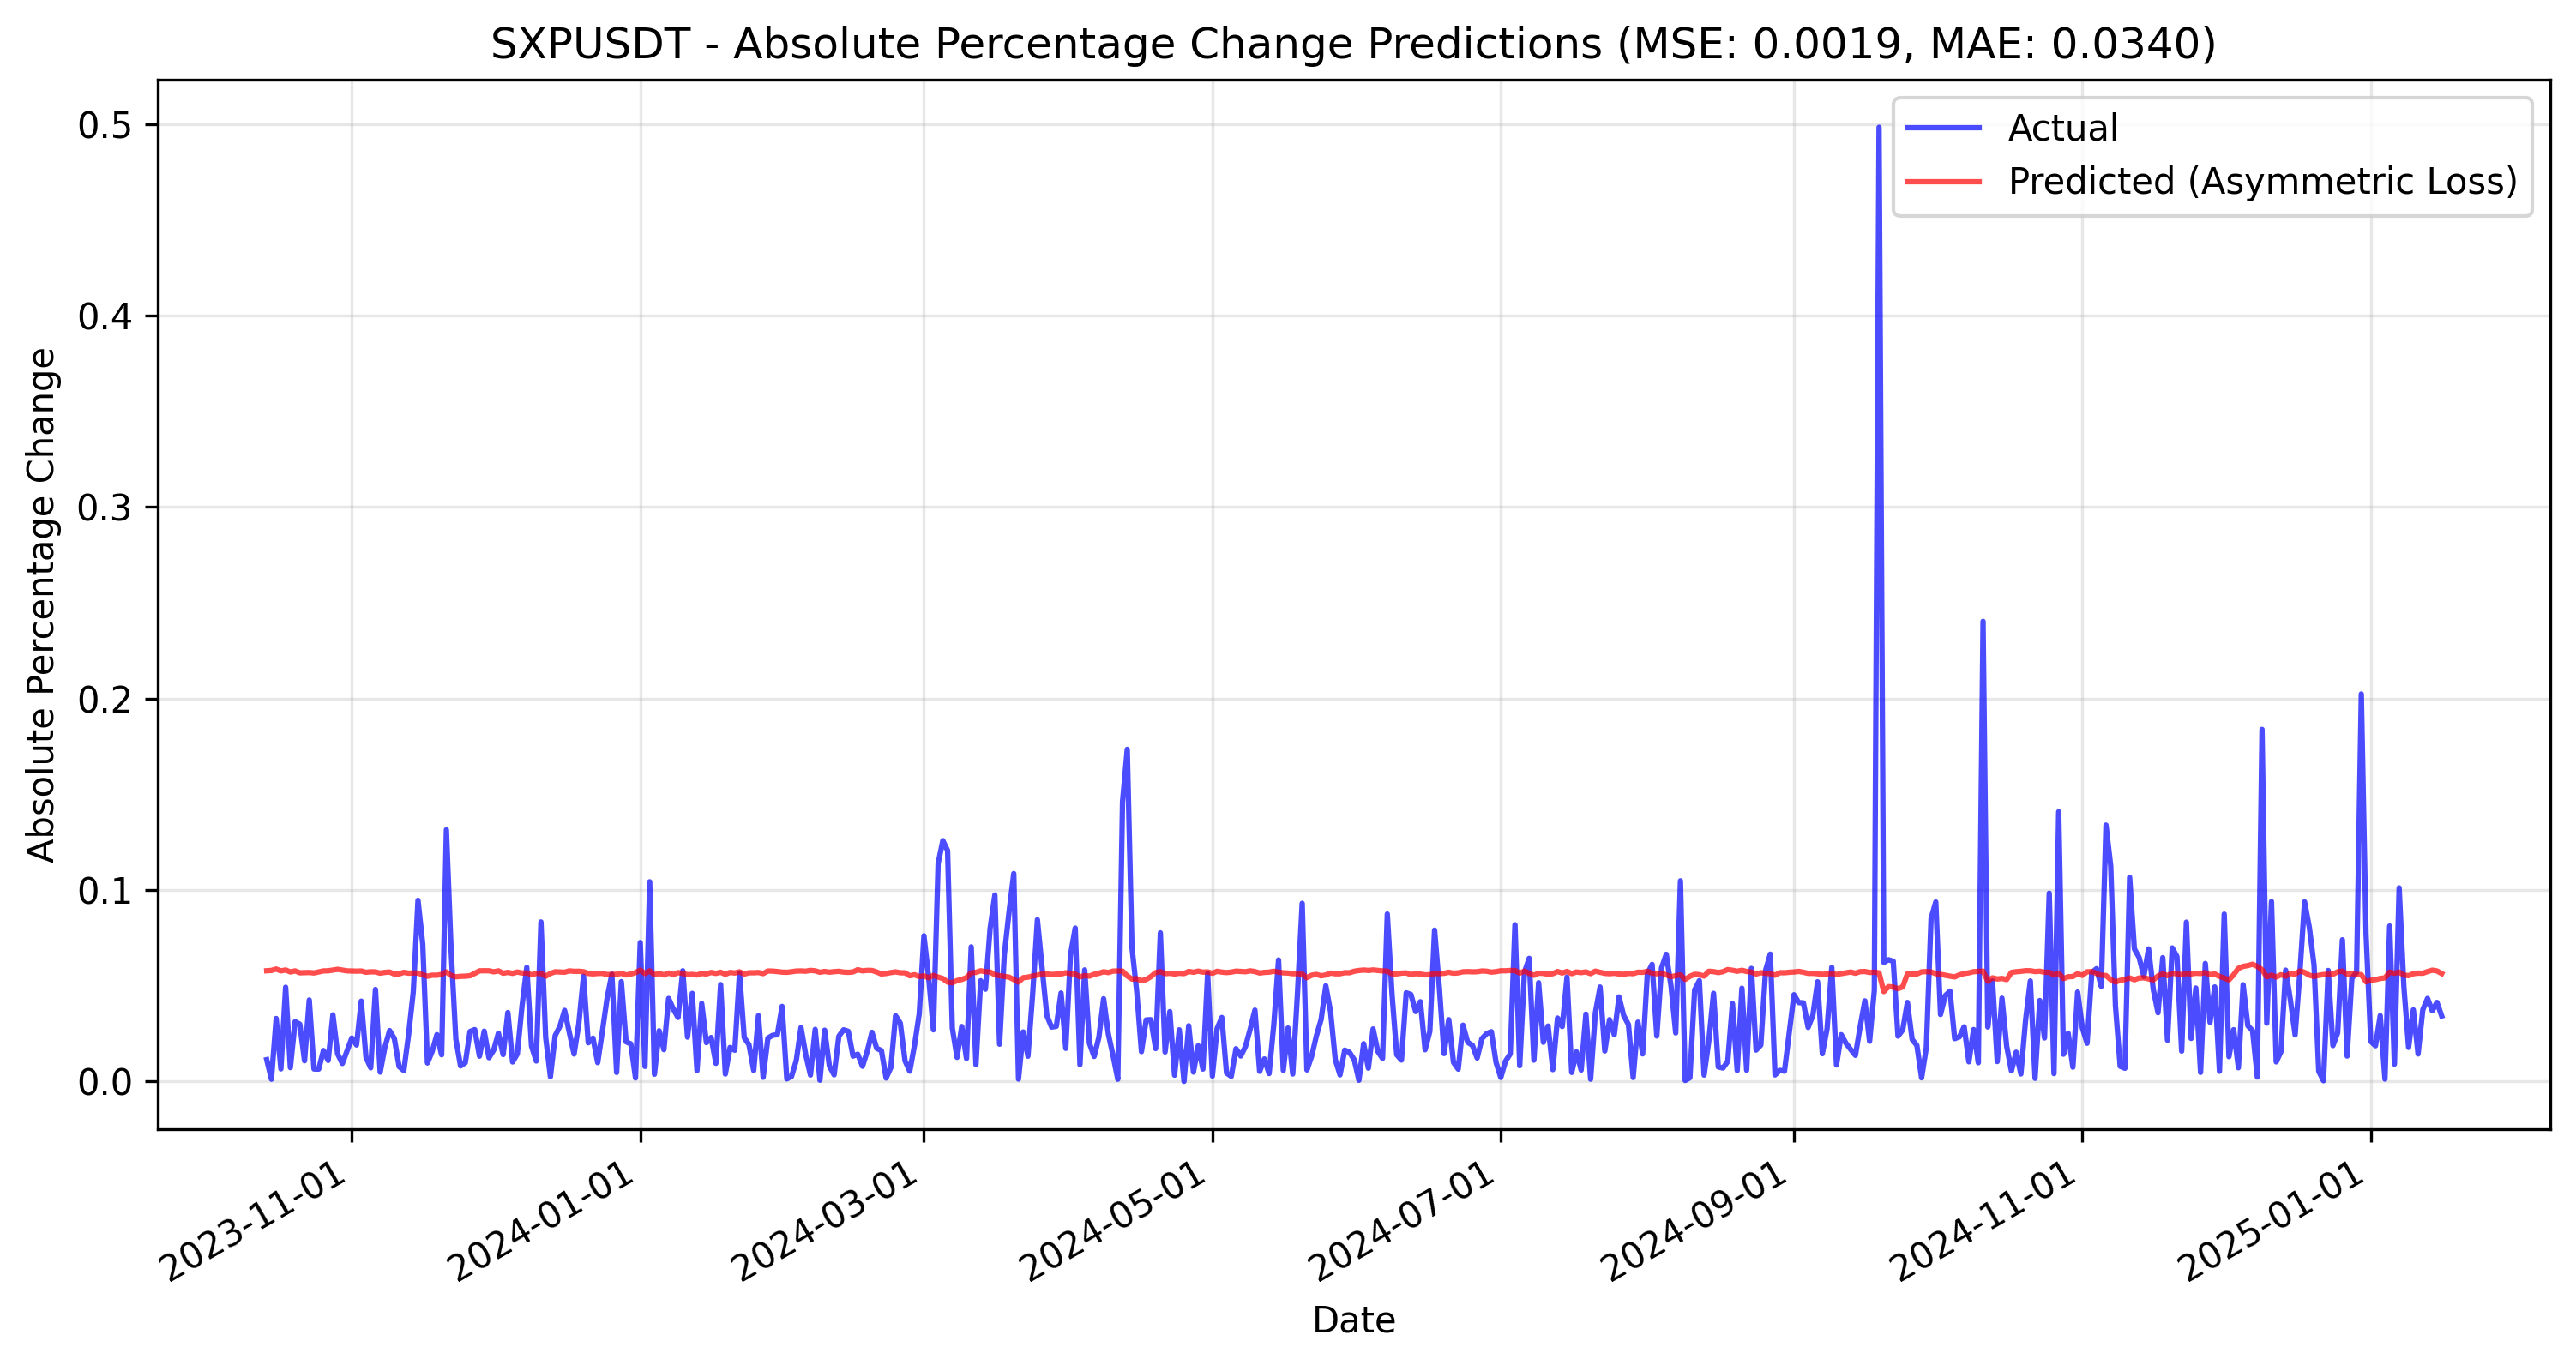 SXPUSDT - Absolute Percentage Change Predictions (MSE: 0.0019, MAE: 0.0340)
Actual
Predicted (Asymmetric Loss)
Absolute Percentage Change
0.5
0.4
0.3
0.2
0.1
0.0
2023-11-01
2024-01-01
2024-03-01
2024-05-01
2024-07-01
2024-09-01
2024-11-01
2025-01-01
Date